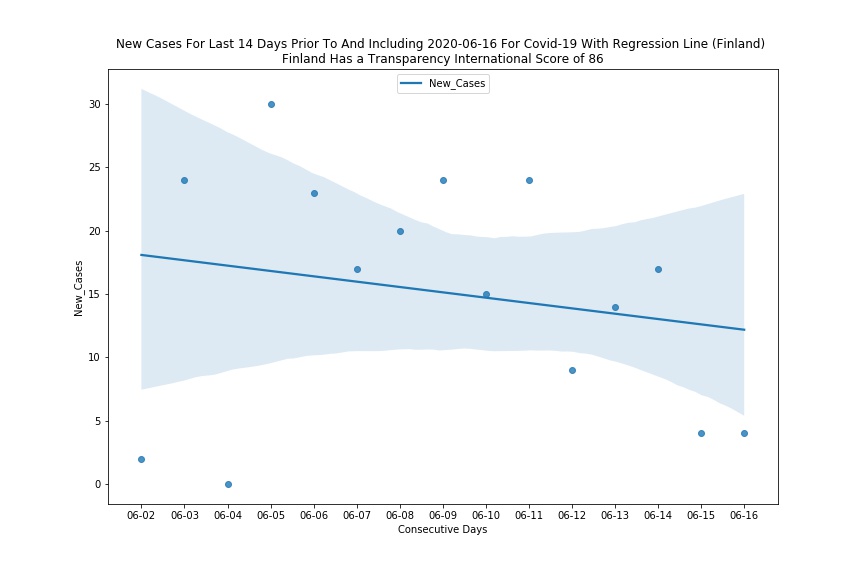 New Cases For Last 14 Days Prior To And Including 2020-06-16 For Covid-19 With Regression Line (Finland)
Finland Has a Transparency International Score of 86
New_Cases
30
25
20
15
10
5
0
New_Cases
06-02 06-03 06-04 06-05 06-06 06-07 06-08 06-09 06-10 06-11 06-12 06-13 06-14 06-15 06-16
Consecutive Days